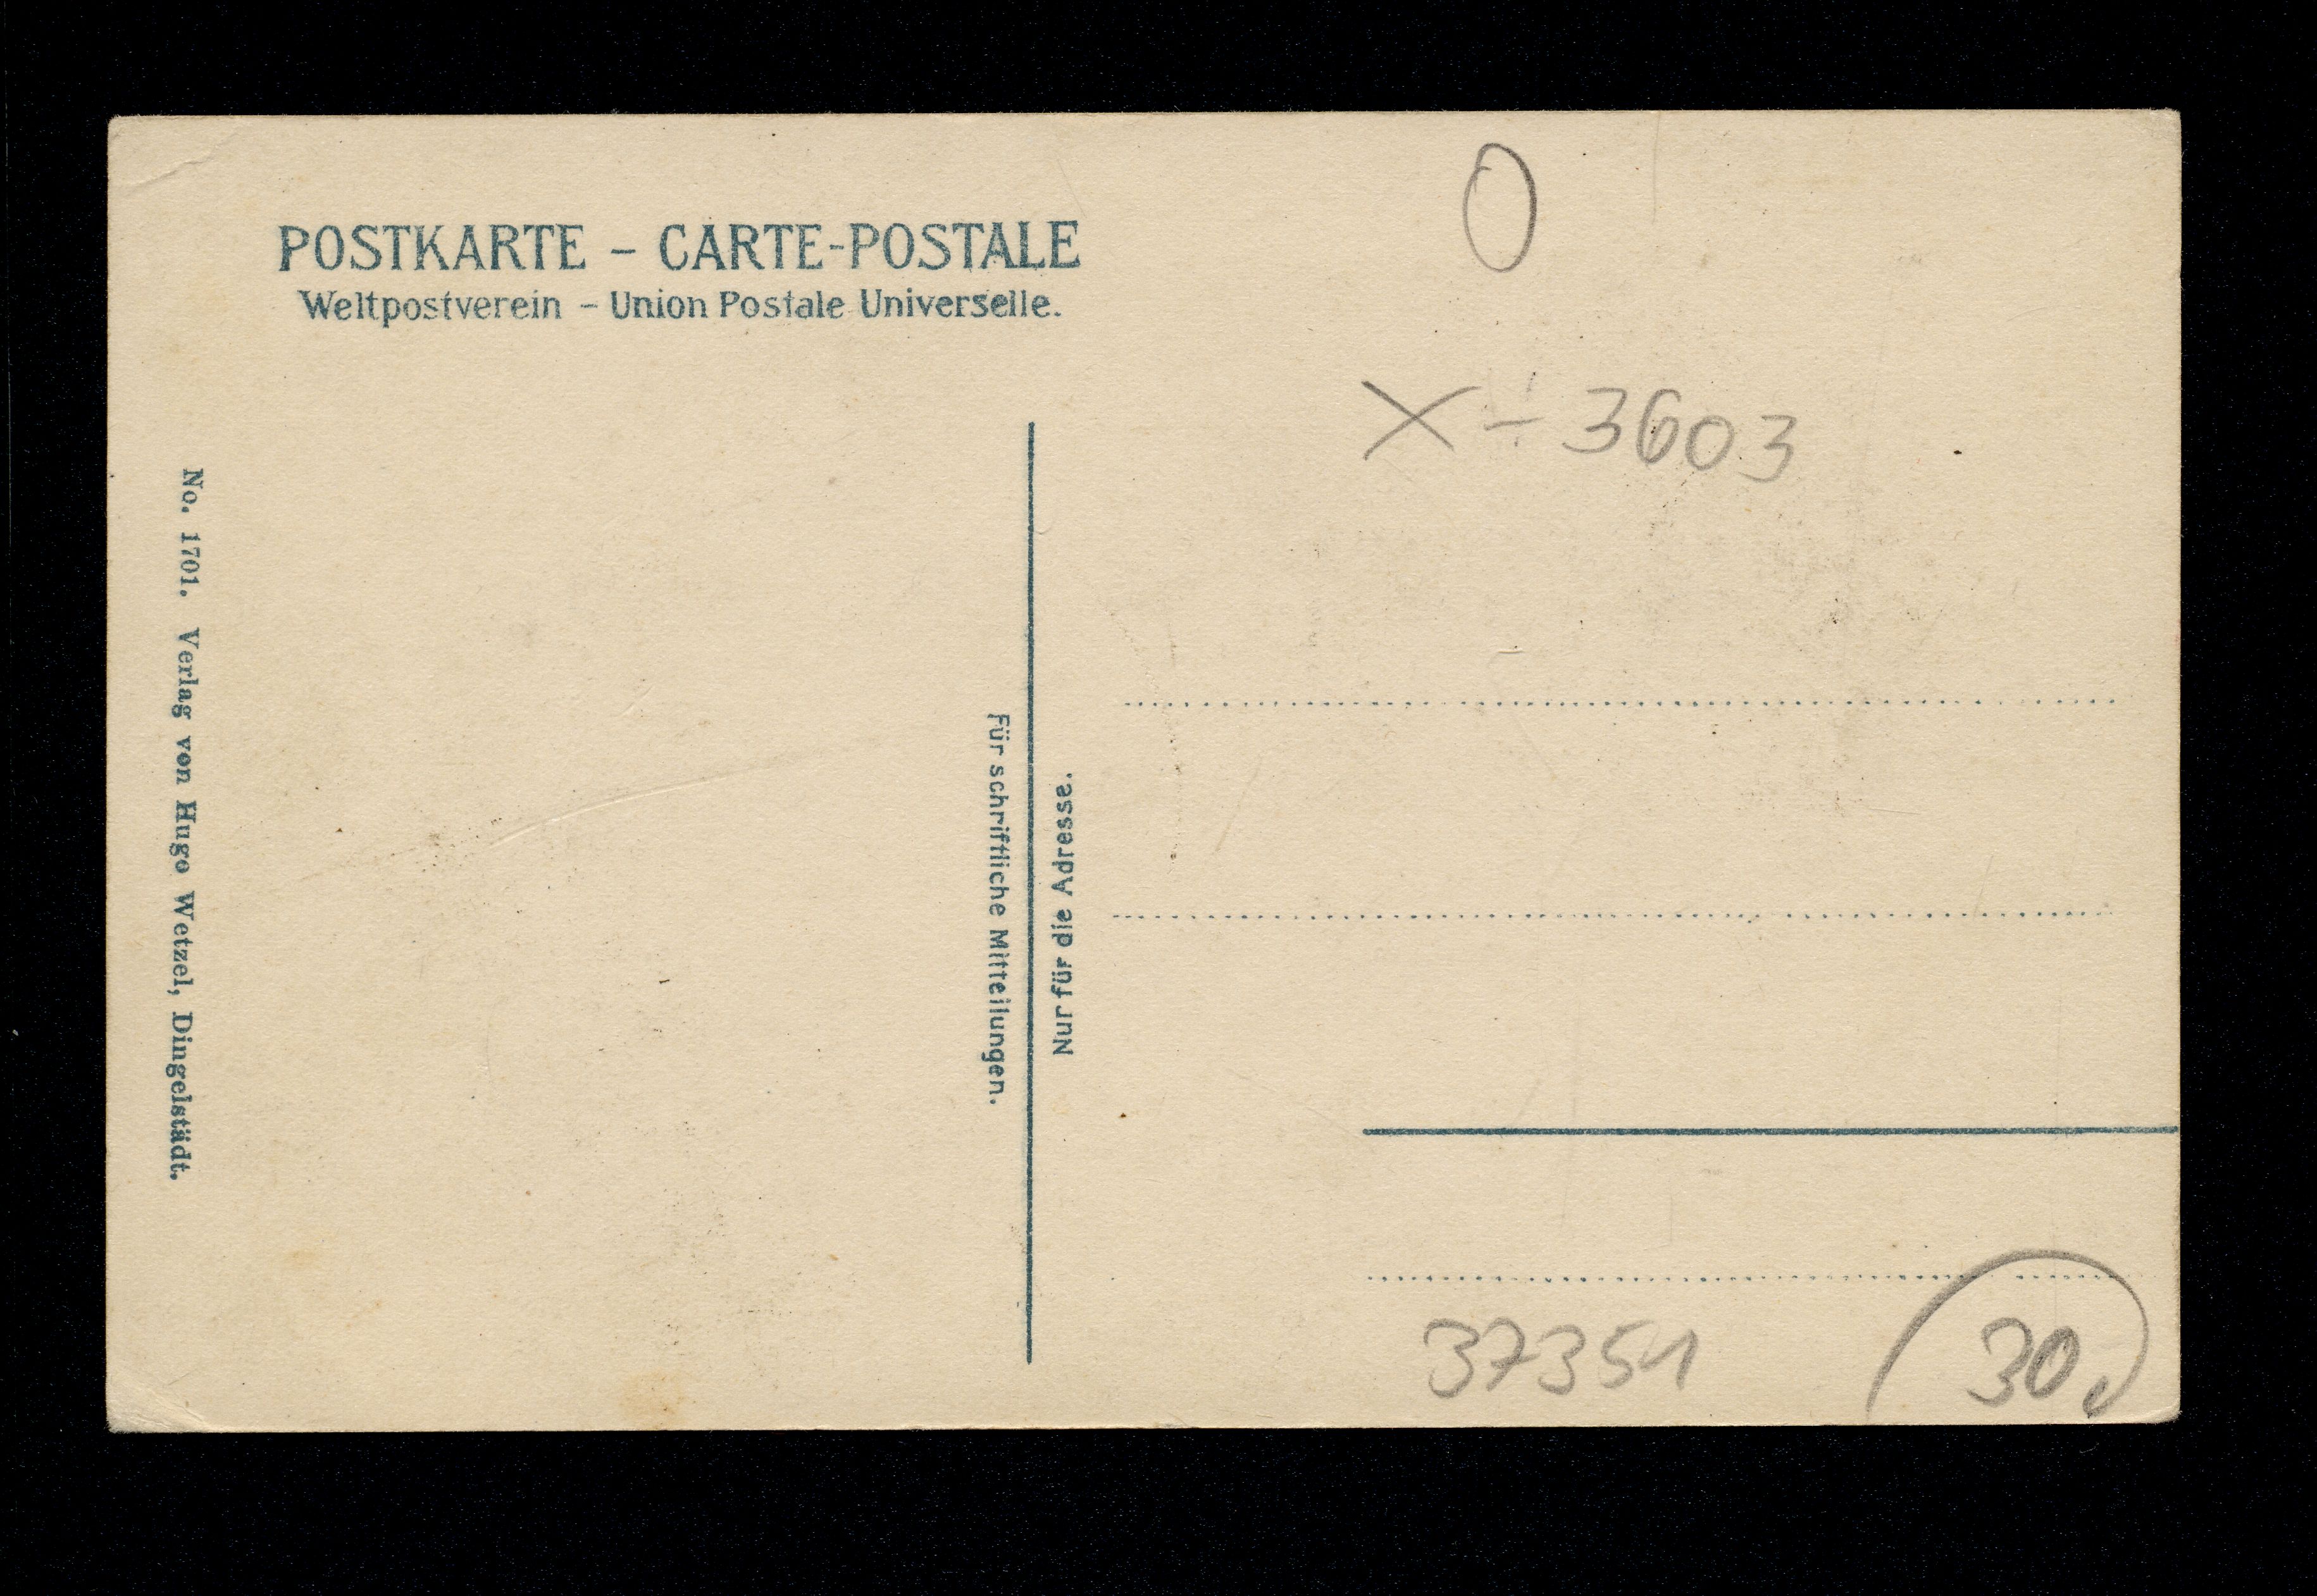 POSTKARTE – CARTE-POSTALE
Weltpostverein – Union Postale Universelle.
No. 1701. Verlag von Hugo Wetzel, Dingelstädt.
Für schriftliche Mitteilungen.
Nur für die Adresse.
0
X ÷ 3603
37351
30,